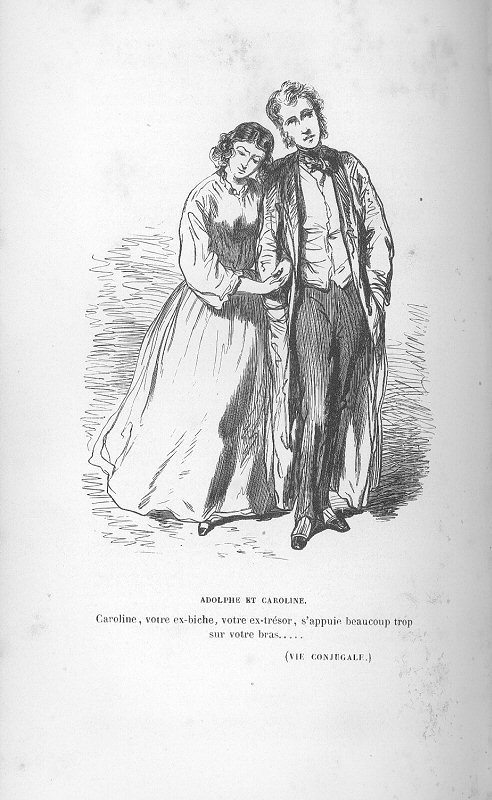 ADOLPHE ET CAROLINE.
Caroline, votre ex-biche, votre ex-trésor, s'appuie beaucoup trop
sur votre bras.....
(VIE CONJUGALE.)